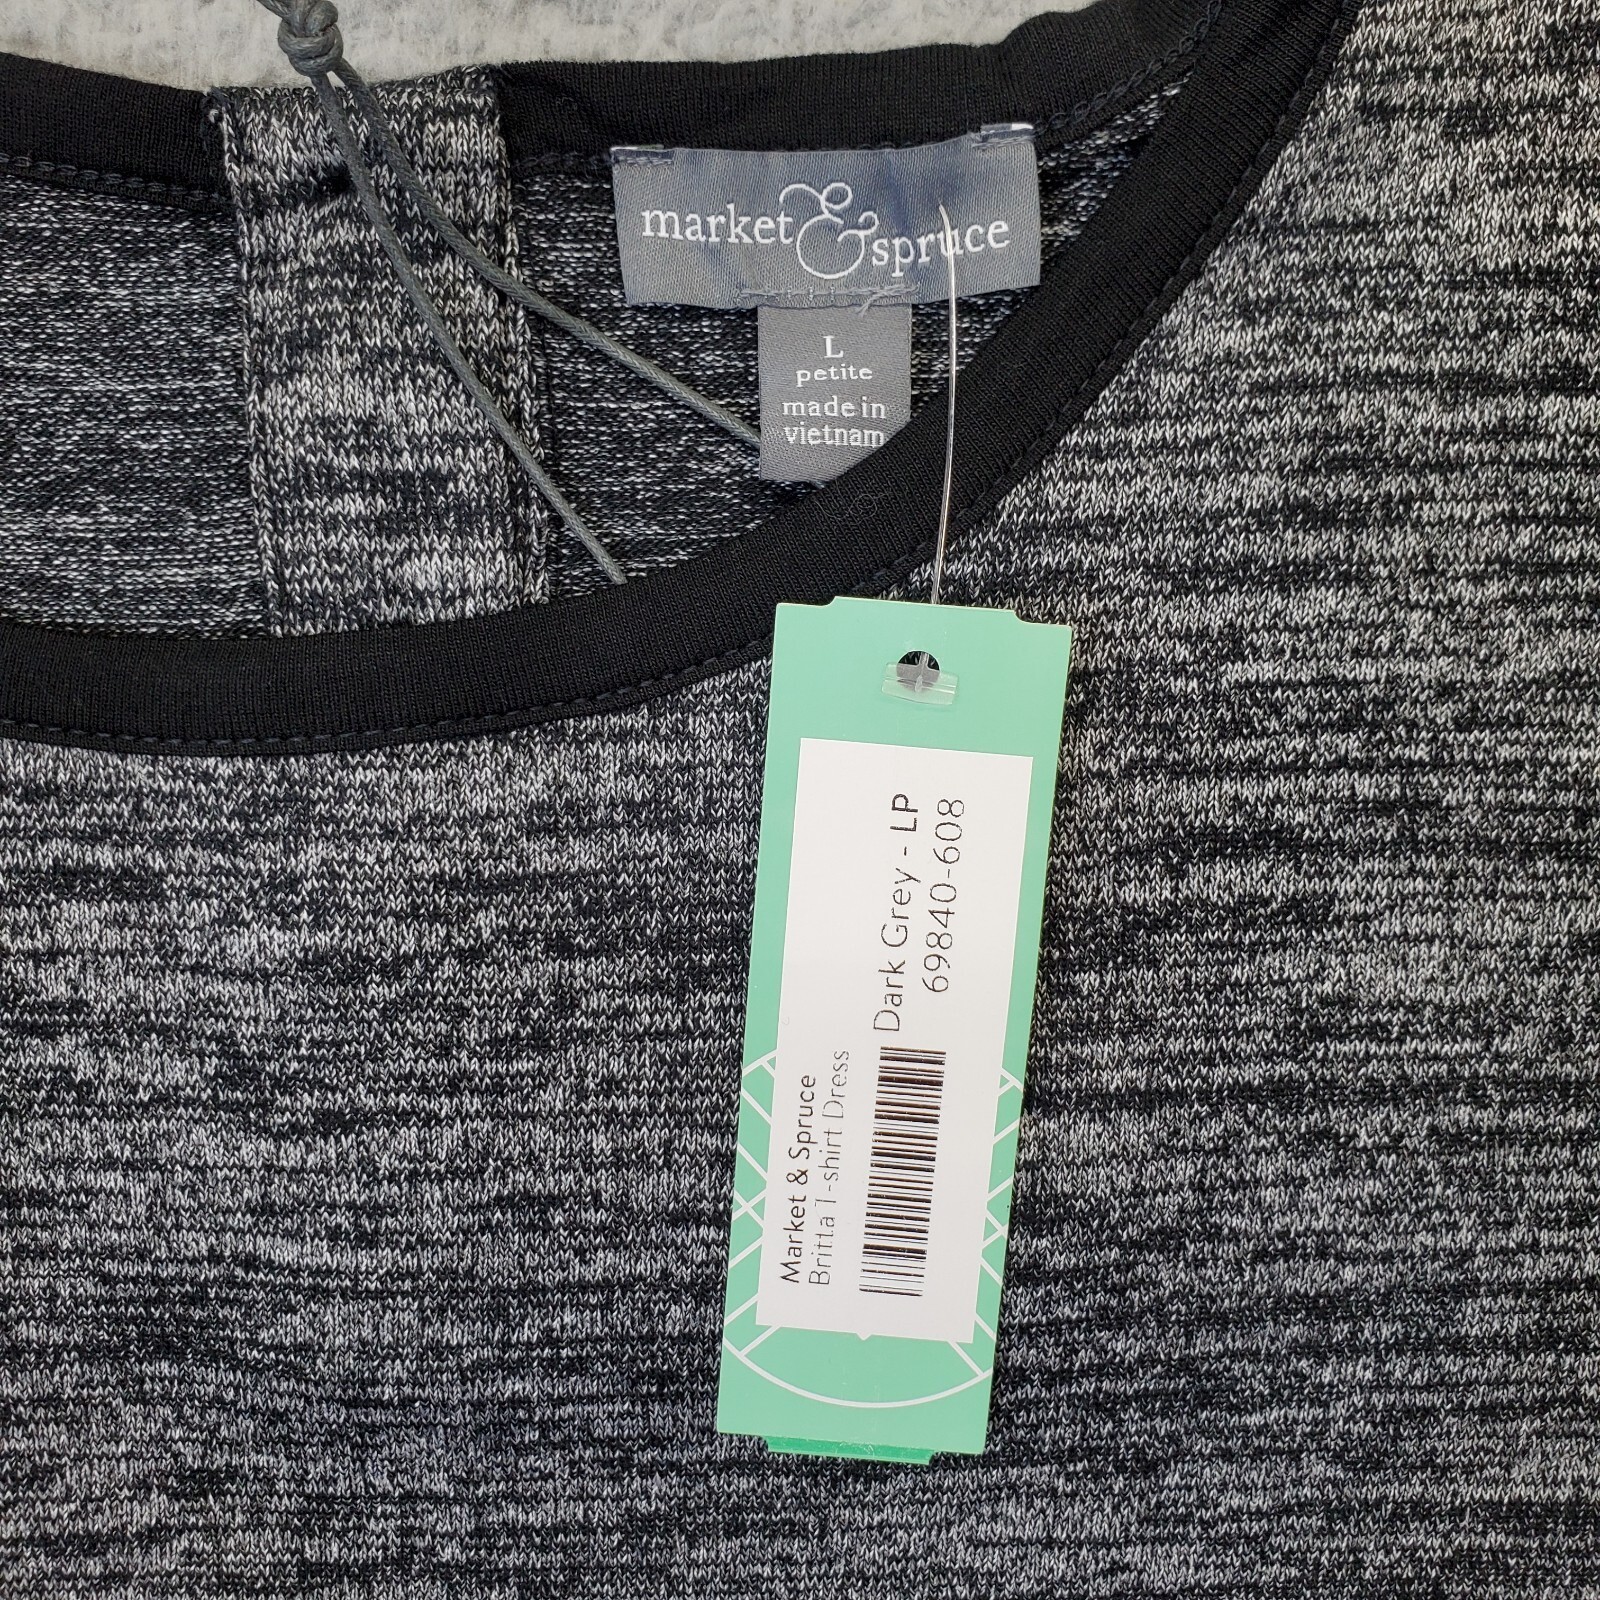 market & spruce
L
petite
made in
vietnam
Market & Spruce
Britta T-shirt Dress
Dark Grey - LP
69840-608